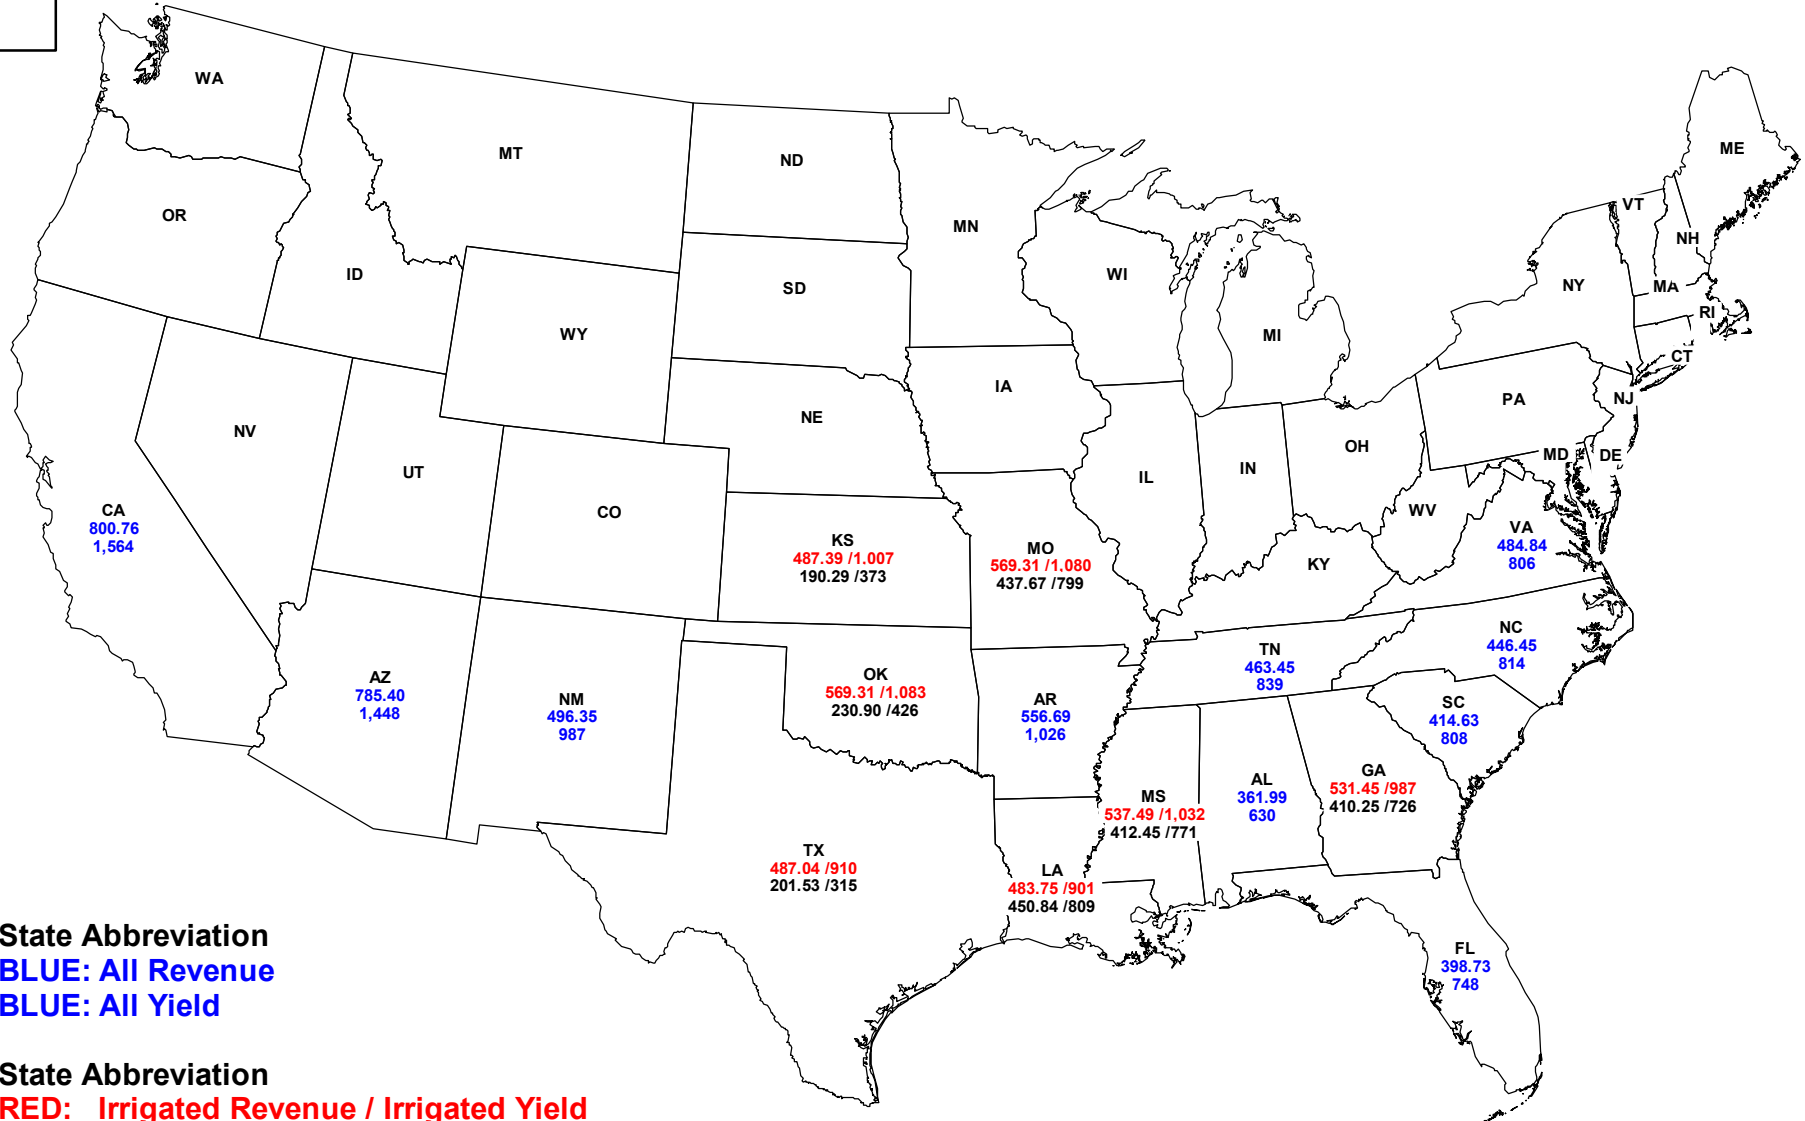 WA
MT
ND
MN
ME
VT
NH
OR
ID
SD
WI
NY
MA
RI
WY
MI
CT
IA
PA
NJ
NE
NV
OH
MD
DE
UT
IN
IL
CO
WV
CA
800.76
1,564
KS
487.39 /1,007
190.29 /373
MO
569.31 /1,080
437.67 /799
KY
VA
484.84
806
NC
446.45
814
TN
463.45
839
AZ
785.40
1,448
NM
496.35
987
OK
569.31 /1,083
230.90 /426
AR
556.69
1,026
SC
414.63
808
MS
537.49 /1,032
412.45 /771
AL
361.99
630
GA
531.45 /987
410.25 /726
TX
487.04 /910
201.53 /315
LA
483.75 /901
450.84 /809
FL
398.73
748
State Abbreviation
BLUE: All Revenue
BLUE: All Yield
State Abbreviation
RED: Irrigated Revenue / Irrigated Yield